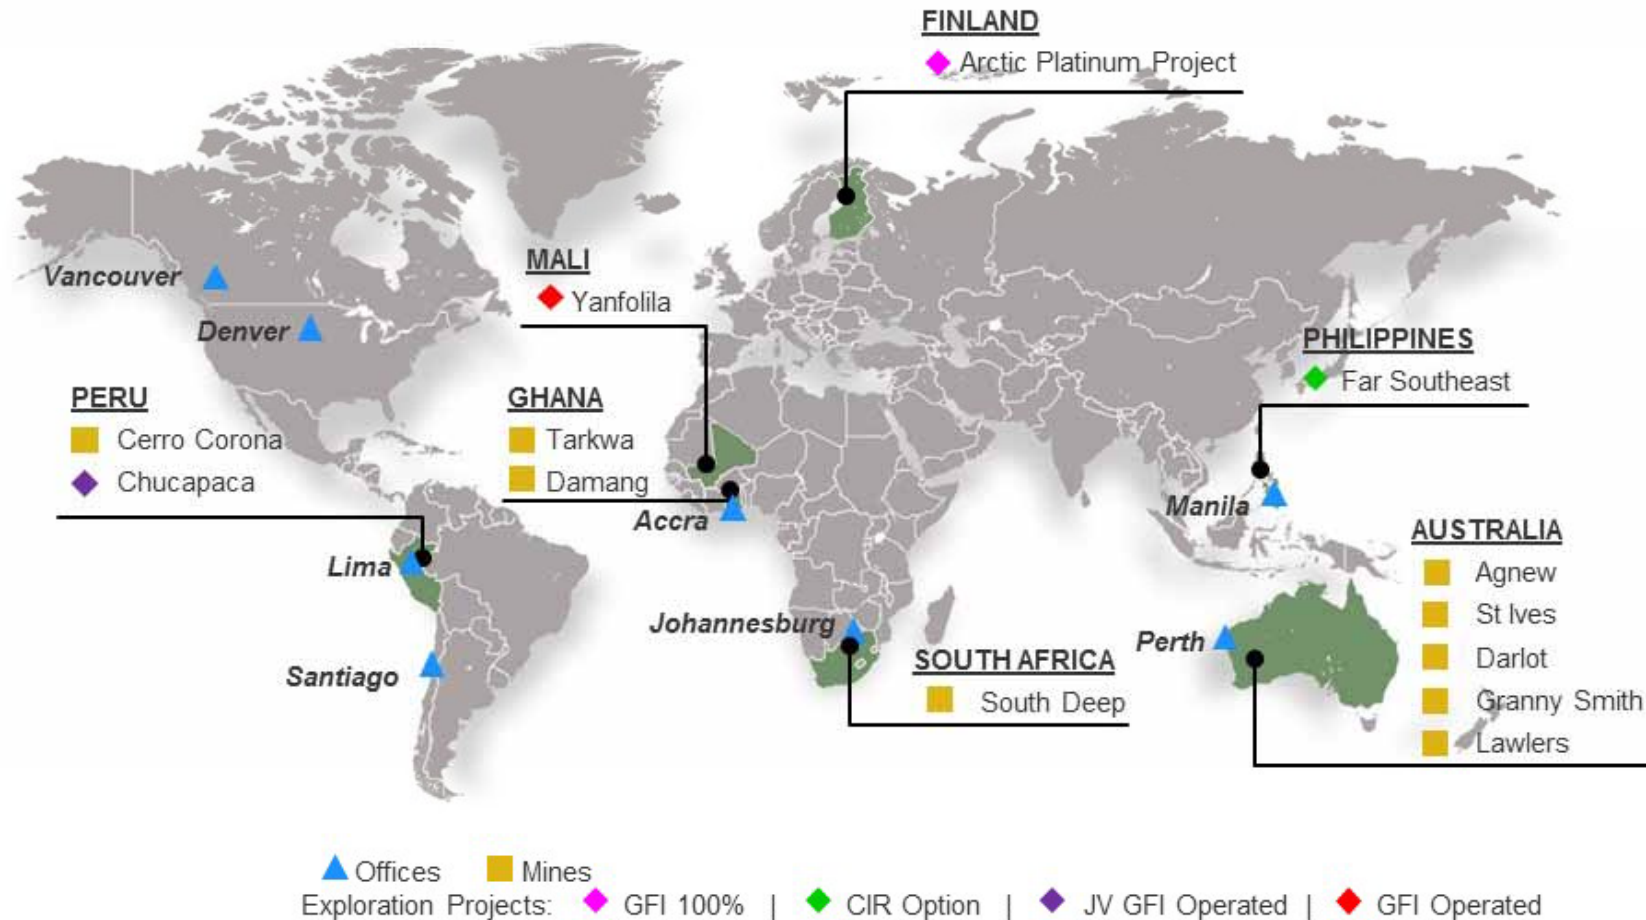 FINLAND
Arctic Platinum Project
MALI
Yanfolila
Vancouver
Denver
PHILIPPINES
Far Southeast
PERU
Cerro Corona
Chucapaca
GHANA
Tarkwa
Damang
Accra
Manila
Lima
AUSTRALIA
Agnew
St Ives
Darlot
Granny Smith
Lawlers
Johannesburg
Perth
SOUTH AFRICA
South Deep
Santiago
Offices Mines
Exploration Projects: GFI 100% | CIR Option | JV GFI Operated | GFI Operated